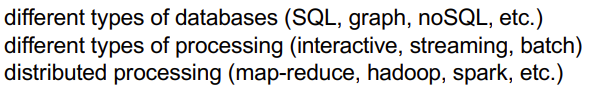 different types of databases (SQL, graph, noSQL, etc.)
different types of processing (interactive, streaming, batch)
distributed processing (map-reduce, hadoop, spark, etc.)